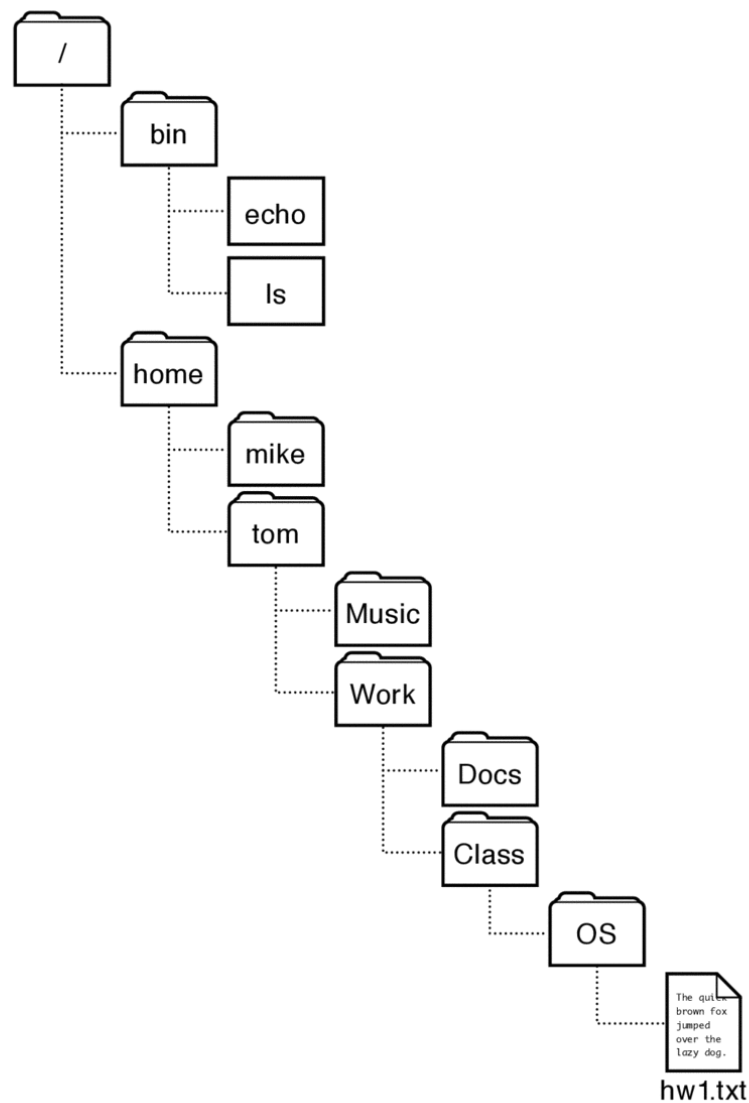 /
bin
echo
ls
home
mike
tom
Music
Work
Docs
Class
OS
The quick
brown fox
jumped
over the
lazy dog.
hw1.txt